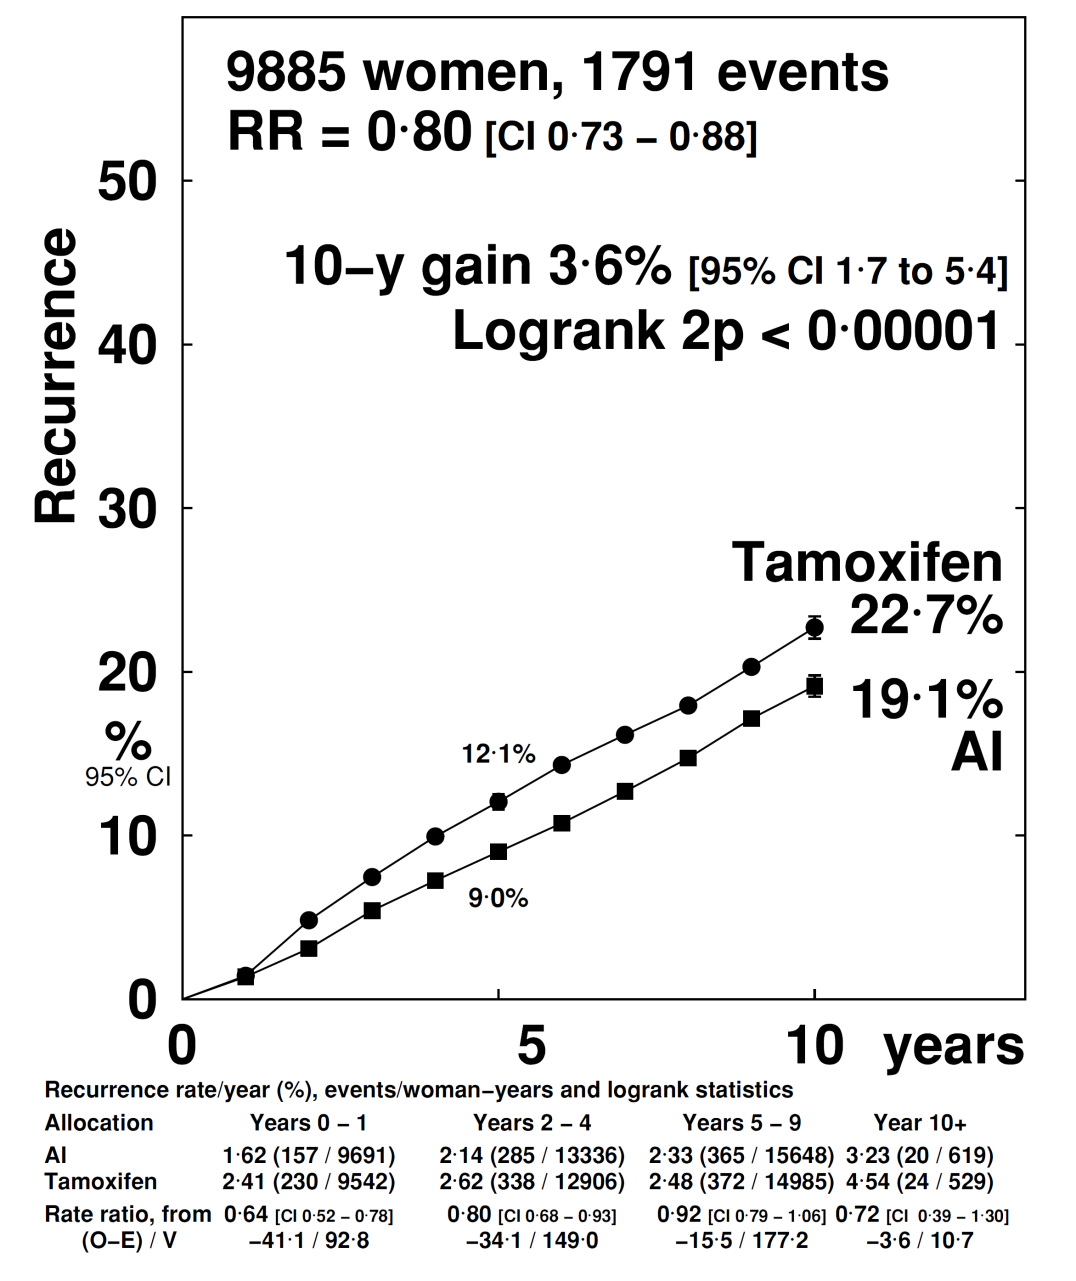 9885 women, 1791 events
RR = 0·80 [CI 0·73 – 0·88]
50
10–y gain 3·6% [95% CI 1·7 to 5·4]
Logrank 2p < 0·00001
40
Recurrence
30
Tamoxifen
22·7%
20
19·1%
AI
%
95% CI
12·1%
10
9·0%
0
0 5 10 years
Recurrence rate/year (%), events/woman–years and logrank statistics
Allocation Years 0 – 1 Years 2 – 4 Years 5 – 9 Year 10+
AI 1·62 (157 / 9691) 2·14 (285 / 13336) 2·33 (365 / 15648) 3·23 (20 / 619)
Tamoxifen 2·41 (230 / 9542) 2·62 (338 / 12906) 2·48 (372 / 14985) 4·54 (24 / 529)
Rate ratio, from 0·64 [CI 0·52 – 0·78] 0·80 [CI 0·68 – 0·93] 0·92 [CI 0·79 – 1·06] 0·72 [CI 0·39 – 1·30]
(O–E) / V –41·1 / 92·8 –34·1 / 149·0 –15·5 / 177·2 –3·6 / 10·7